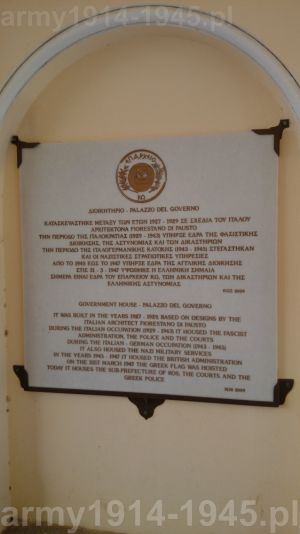 army1914-1945.pl
ΔΙΟΙΚΗΤΗΡΙΟ - PALAZZO DEL GOVERNO
ΚΑΤΑΣΚΕΥΑΣΤΗΚΕ ΜΕΤΑΞΥ ΤΩΝ ΕΤΩΝ 1927 - 1929 ΣΕ ΣΧΕΔΙΑ ΤΟΥ ΙΤΑΛΟΥ
ΑΡΧΙΤΕΚΤΟΝΑ FIORESTANO DI FAUSTO
ΤΗΝ ΠΕΡΙΟΔΟ ΤΗΣ ΙΤΑΛΟΚΡΑΤΙΑΣ (1929 - 1943) ΥΠΗΡΞΕ ΕΔΡΑ ΤΗΣ ΦΑΣΙΣΤΙΚΗΣ
ΔΙΟΙΚΗΣΗΣ, ΤΗΣ ΑΣΤΥΝΟΜΙΑΣ ΚΑΙ ΤΩΝ ΔΙΚΑΣΤΗΡΙΩΝ
ΤΗΝ ΠΕΡΙΟΔΟ ΤΗΣ ΙΤΑΛΟΓΕΡΜΑΝΙΚΗΣ ΚΑΤΟΧΗΣ (1943 - 1945) ΣΤΕΓΑΣΤΗΚΑΝ
ΚΑΙ ΟΙ ΝΑΖΙΚΕΣ ΣΤΡΑΤΙΩΤΙΚΕΣ ΥΠΗΡΕΣΙΕΣ
ΑΠΟ ΤΟ 1945 ΕΩΣ ΤΟ 1947 ΥΠΗΡΞΕ ΕΔΡΑ ΤΗΣ ΑΓΓΛΙΚΗΣ ΔΙΟΙΚΗΣΗΣ
ΣΤΙΣ 31 - 3 - 1947 ΥΨΩΘΗΚΕ Η ΕΛΛΗΝΙΚΗ ΣΗΜΑΙΑ
ΣΗΜΕΡΑ ΕΙΝΑΙ ΕΔΡΑ ΤΟΥ ΕΠΑΡΧΕΙΟΥ ΚΩ, ΤΩΝ ΔΙΚΑΣΤΗΡΙΩΝ ΚΑΙ ΤΗΣ
ΕΛΛΗΝΙΚΗΣ ΑΣΤΥΝΟΜΙΑΣ
GOVERNMENT HOUSE - PALAZZO DEL GOVERNO
IT WAS BUILT IN THE YEARS 1927 - 1929, BASED ON DESIGNS BY THE
ITALIAN ARCHITECT FIORESTANO DI FAUSTO
DURING THE ITALIAN OCCUPATION (1929 - 1943) IT HOUSED THE FASCIST
ADMINISTRATION, THE POLICE AND THE COURTS
DURING THE ITALIAN - GERMAN OCCUPATION (1943 - 1945)
IT ALSO HOUSED THE NAZI MILITARY SERVICES
IN THE YEARS 1945 - 1947 IT HOUSED THE BRITISH ADMINISTRATION
ON THE 31ST MARCH 1947 THE GREEK FLAG WAS HOISTED
TODAY IT HOUSES THE SUB-PREFECTURE OF KOS, THE COURTS AND THE
GREEK POLICE
army1914-1945.pl